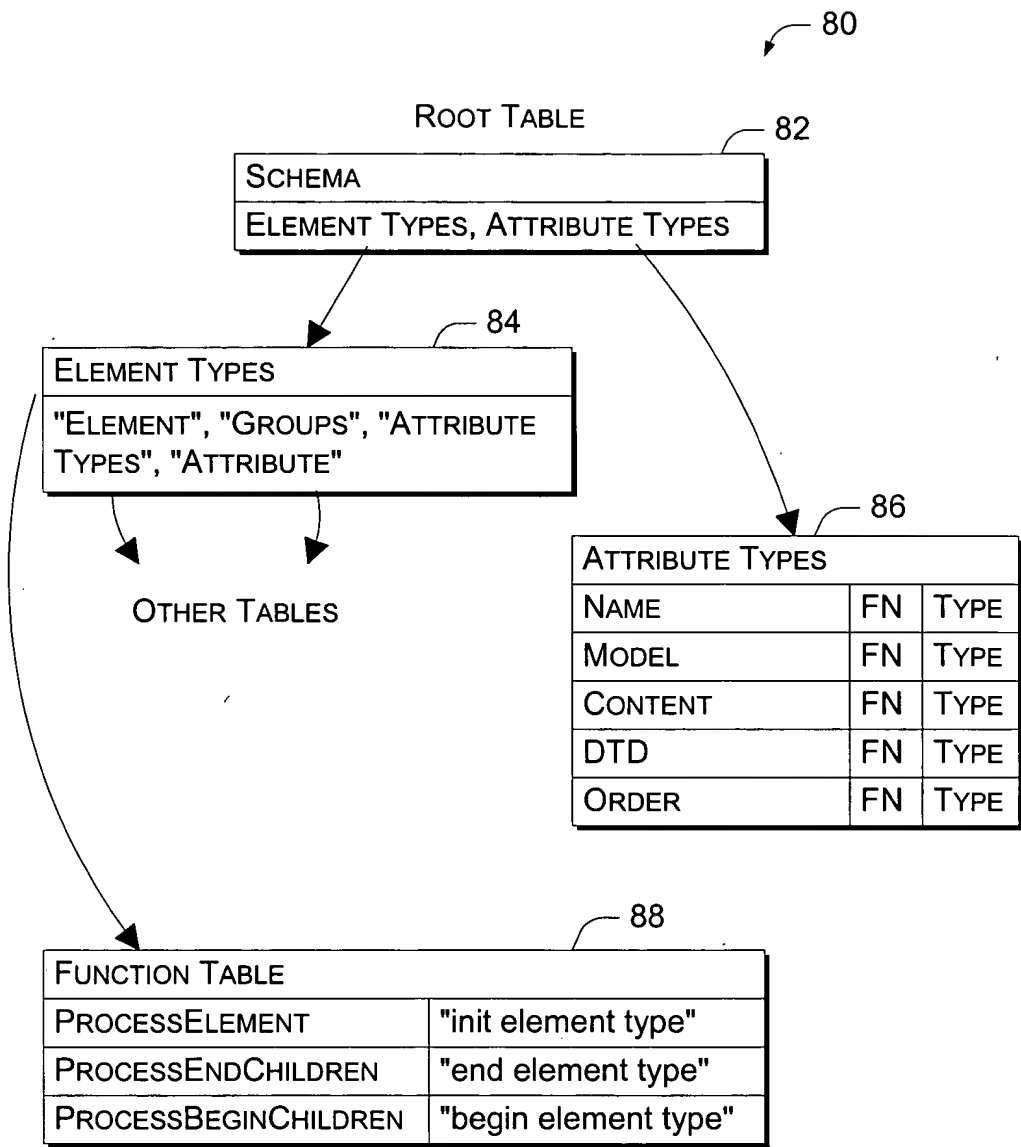 80
ROOT TABLE
82
SCHEMA
ELEMENT TYPES, ATTRIBUTE TYPES
84
ELEMENT TYPES
"ELEMENT", "GROUPS", "ATTRIBUTE
TYPES", "ATTRIBUTE"
OTHER TABLES
86
ATTRIBUTE TYPES
NAME FN TYPE
MODEL FN TYPE
CONTENT FN TYPE
DTD FN TYPE
ORDER FN TYPE
88
FUNCTION TABLE
PROCESSELEMENT "init element type"
PROCESSENDCHILDREN "end element type"
PROCESSBEGINCHILDREN "begin element type"